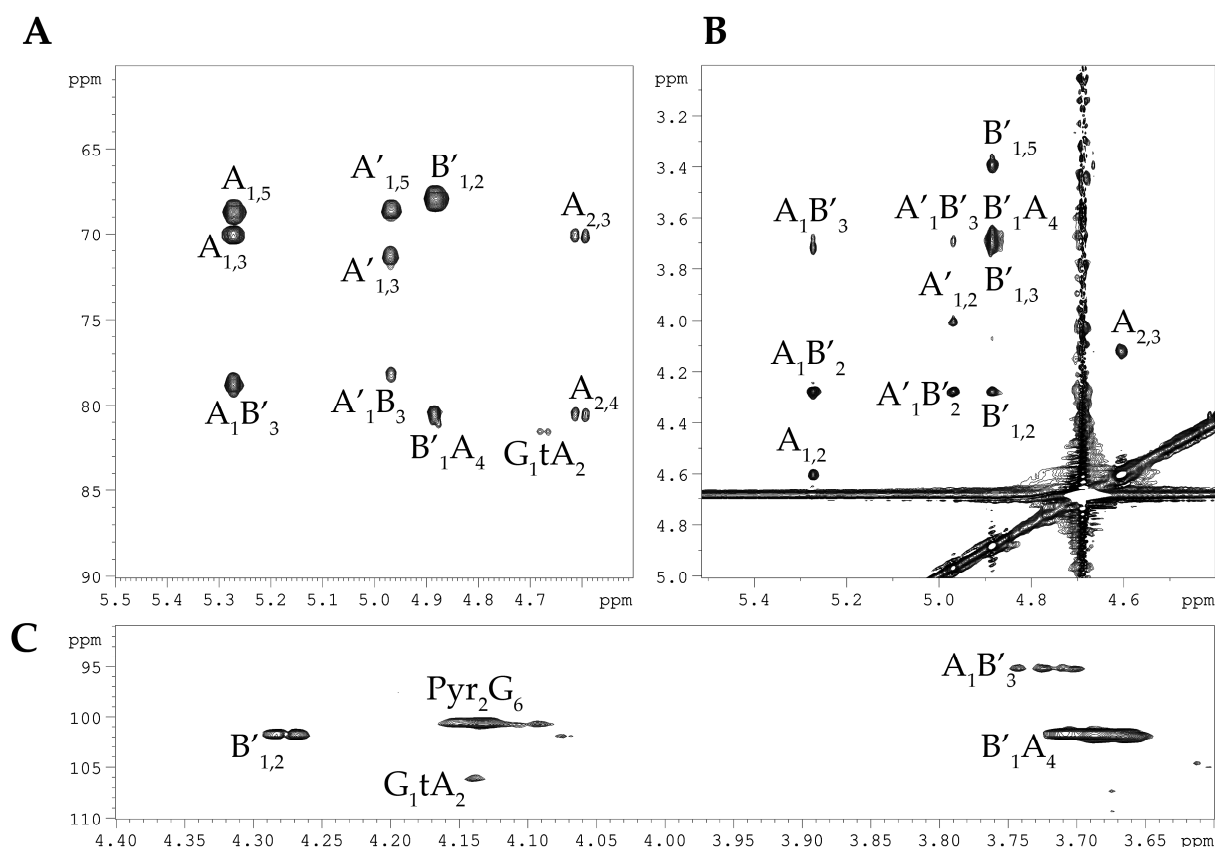 A
B
ppm
65
70
75
80
85
90
A₁,₅
A′₁,₅
B′₁,₂
A₁,₃
A′₁,₃
A₂,₃
A₁B′₃
A′₁B₃
B′₁A₄
G₁tA₂
A₂,₄
5.5 5.4 5.3 5.2 5.1 5.0 4.9 4.8 4.7 ppm
ppm
3.2
3.4
3.6
3.8
4.0
4.2
4.4
4.6
4.8
5.0
B′₁,₅
A₁B′₃
A′₁B′₃
B′₁A₄
A′₁,₂
B′₁,₃
A₂,₃
A₁B′₂
A′₁B′₂
B′₁,₂
A₁,₂
5.4 5.2 5.0 4.8 4.6 ppm
C
ppm
95
100
105
110
A₁B′₃
Pyr₂G₆
B′₁,₂
B′₁A₄
G₁tA₂
4.40 4.35 4.30 4.25 4.20 4.15 4.10 4.05 4.00 3.95 3.90 3.85 3.80 3.75 3.70 3.65 ppm